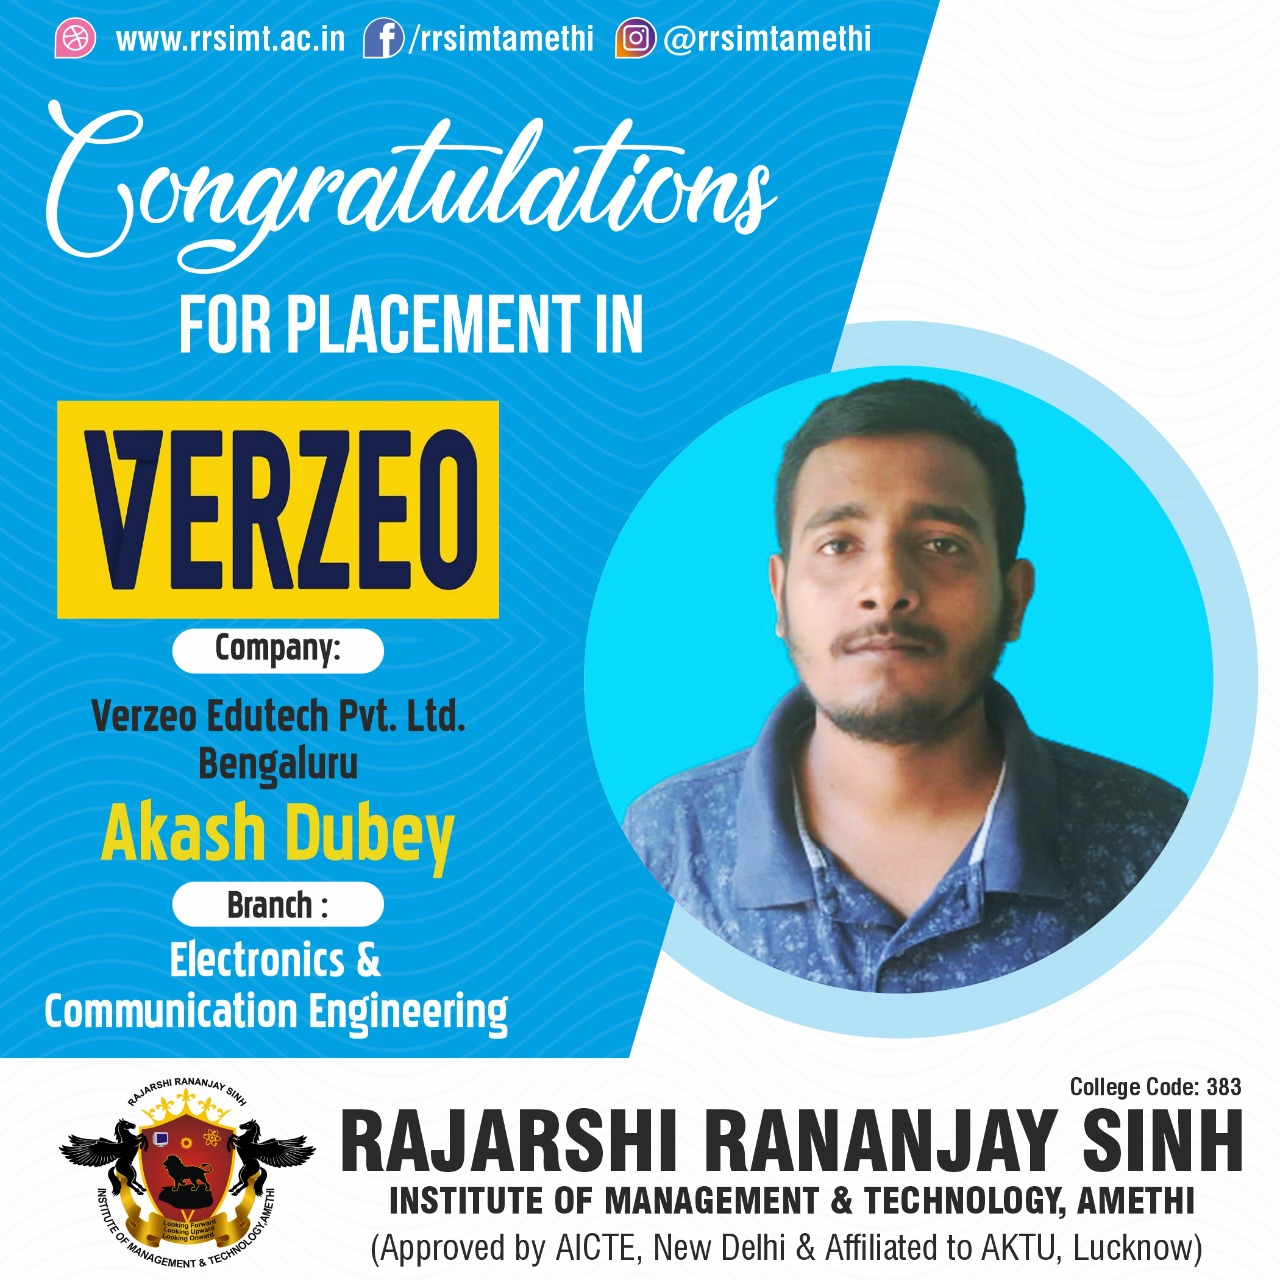 www.rrsimt.ac.in /rrsimtamethi @rrsimtamethi
Congratulations
FOR PLACEMENT IN
VERZEO
Company:
Verzeo Edutech Pvt. Ltd.
Bengaluru
Akash Dubey
Branch :
Electronics &
Communication Engineering
College Code: 383
RAJARSHI RANANJAY SINH
INSTITUTE OF MANAGEMENT & TECHNOLOGY, AMETHI
(Approved by AICTE, New Delhi & Affiliated to AKTU, Lucknow)
RAJARSHI RANANJAY SINH
Looking Forward
Looking Upward
Looking Onward
INSTITUTE OF MANAGEMENT & TECHNOLOGY, AMETHI